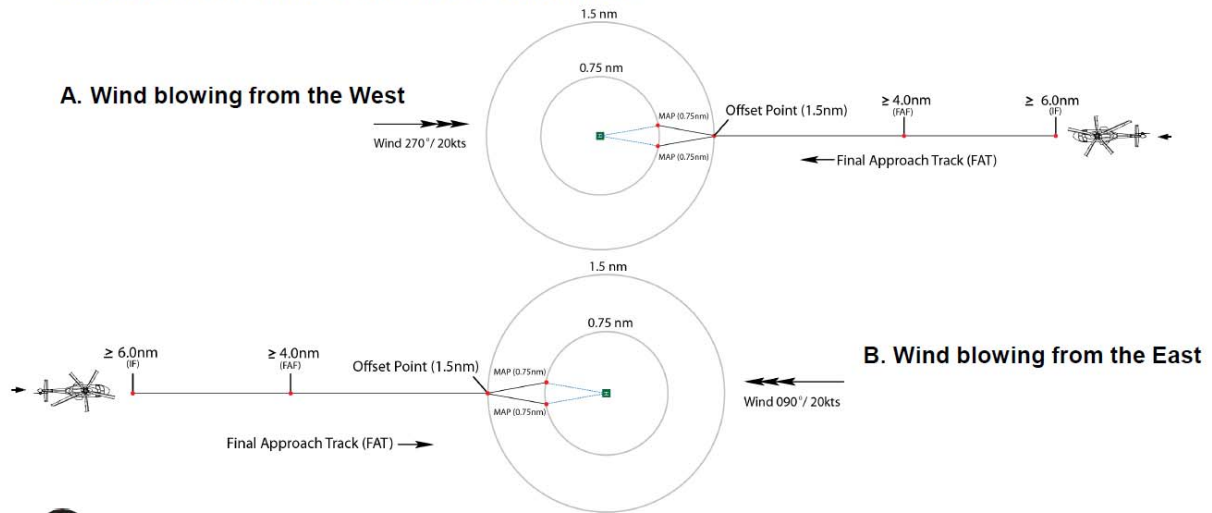 1.5 nm
0.75 nm
A. Wind blowing from the West
Wind 270°/ 20kts
MAP (0.75nm)
MAP (0.75nm)
Offset Point (1.5nm)
≥ 4.0nm
(FAF)
≥ 6.0nm
(IF)
Final Approach Track (FAT)
1.5 nm
0.75 nm
≥ 6.0nm
(IF)
≥ 4.0nm
(FAF)
Offset Point (1.5nm)
MAP (0.75nm)
MAP (0.75nm)
B. Wind blowing from the East
Wind 090°/ 20kts
Final Approach Track (FAT)